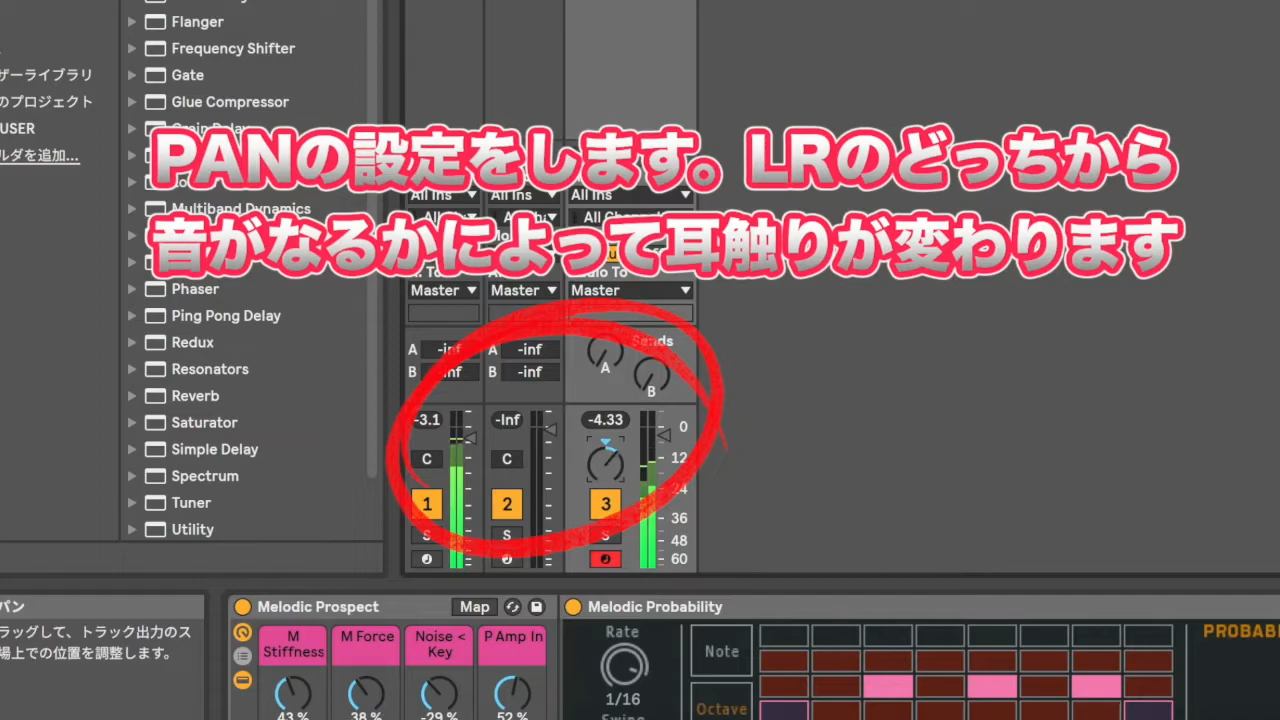 Flanger
Frequency Shifter
ザーライブラリ
Gate
のプロジェクト
Glue Compressor
USER
ルダを追加...
PANの設定をします。LRのどっちから
音がなるかによって耳触りが変わります
All Ins
All Ins
All Ins
Multiband Dynamics
Master
Master
Master
Phaser
Ping Pong Delay
Redux
Resonators
Reverb
Saturator
Simple Delay
Spectrum
Tuner
Utility
A -inf
A -inf
Sends
A
B -inf
B -inf
B
-3.1
-Inf
-4.33
0
12
24
36
48
60
C
C
1
2
3
S
S
S
パン
ラッグして、トラック出力のス
場上での位置を調整します。
Melodic Prospect
Map
M Stiffness
M Force
Noise < Key
P Amp In
43 %
38 %
-29 %
52 %
Melodic Probability
Rate
1/16
Swing
Note
Octave